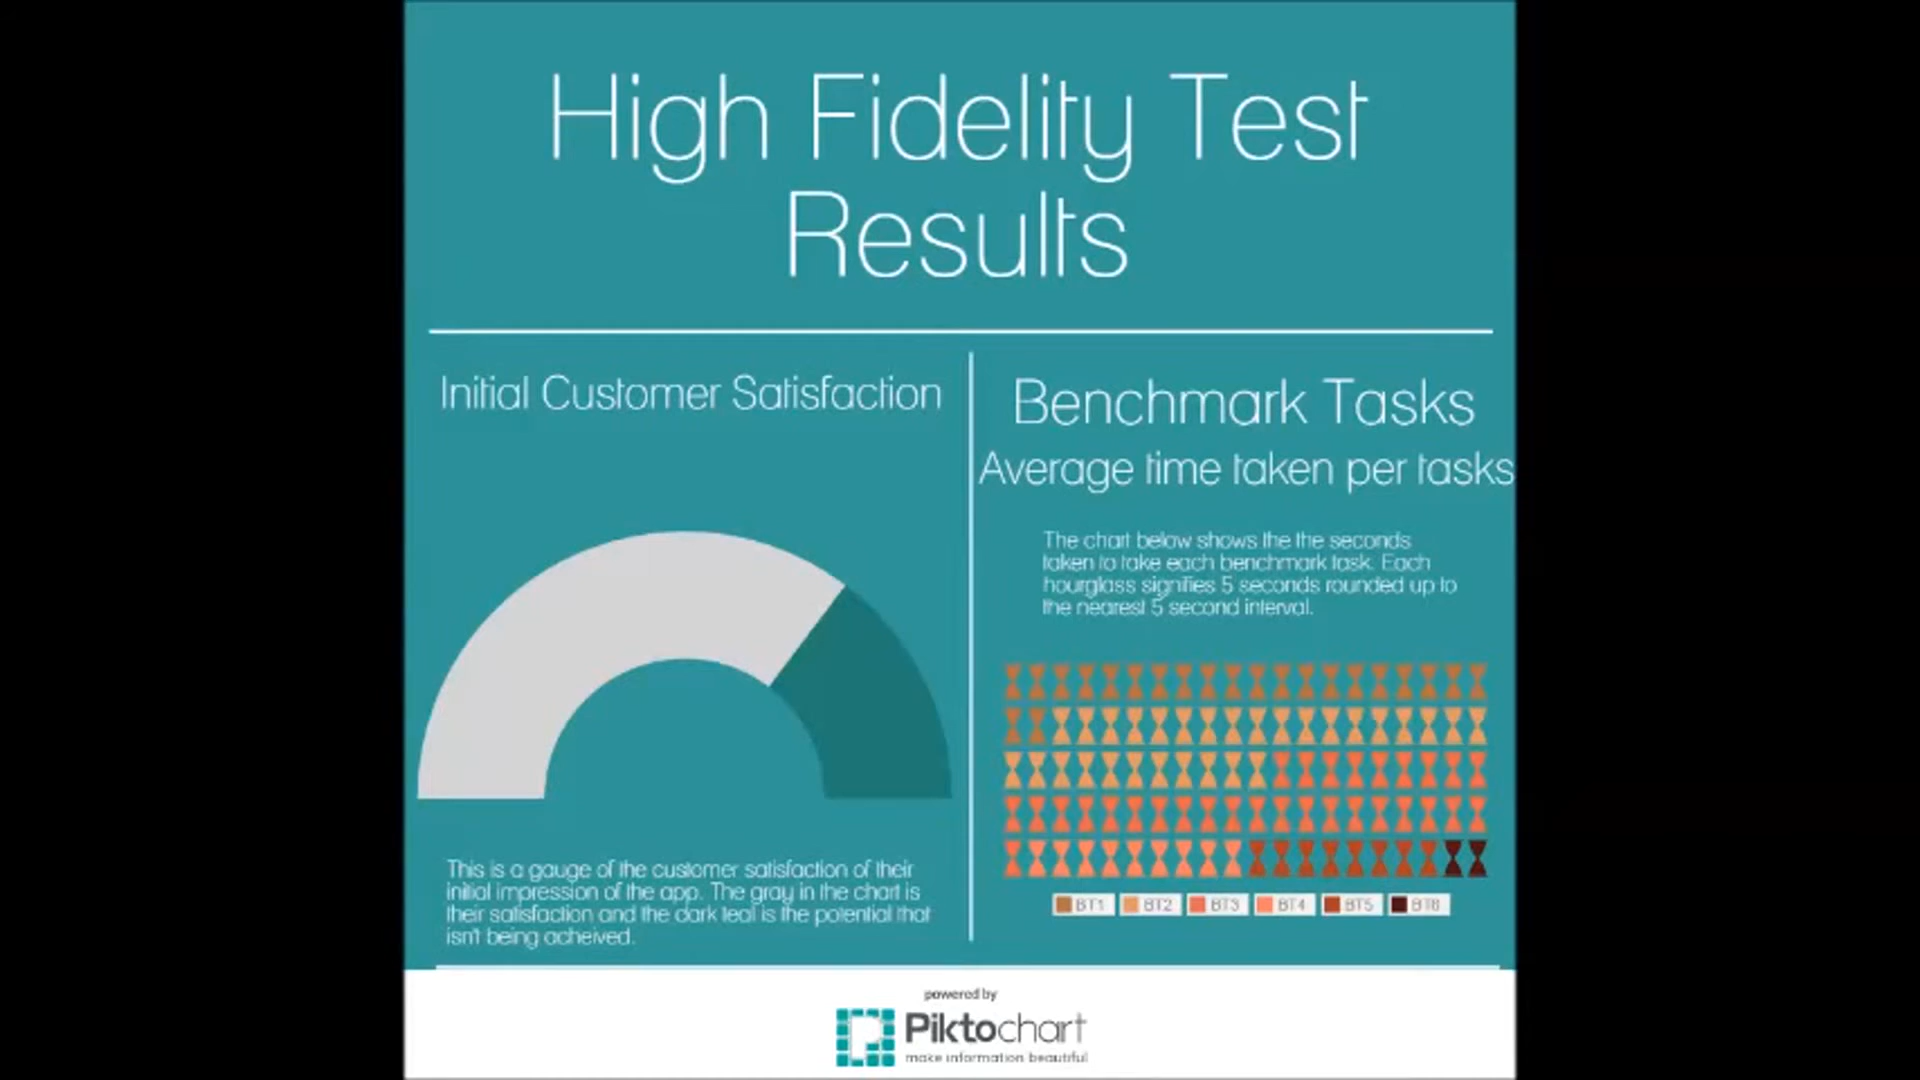 High Fidelity Test
Results
Initial Customer Satisfaction
This is a gauge of the customer satisfaction of their
initial impression of the app. The gray in the chart is
their satisfaction and the dark teal is the potential that
isn't being acheived.
Benchmark Tasks
Average time taken per tasks
The chart below shows the the seconds
taken to take each benchmark task. Each
hourglass signifies 5 seconds rounded up to
the nearest 5 second interval.
BT1 BT2 BT3 BT4 BT5 BT6
powered by
Piktochart
make information beautiful